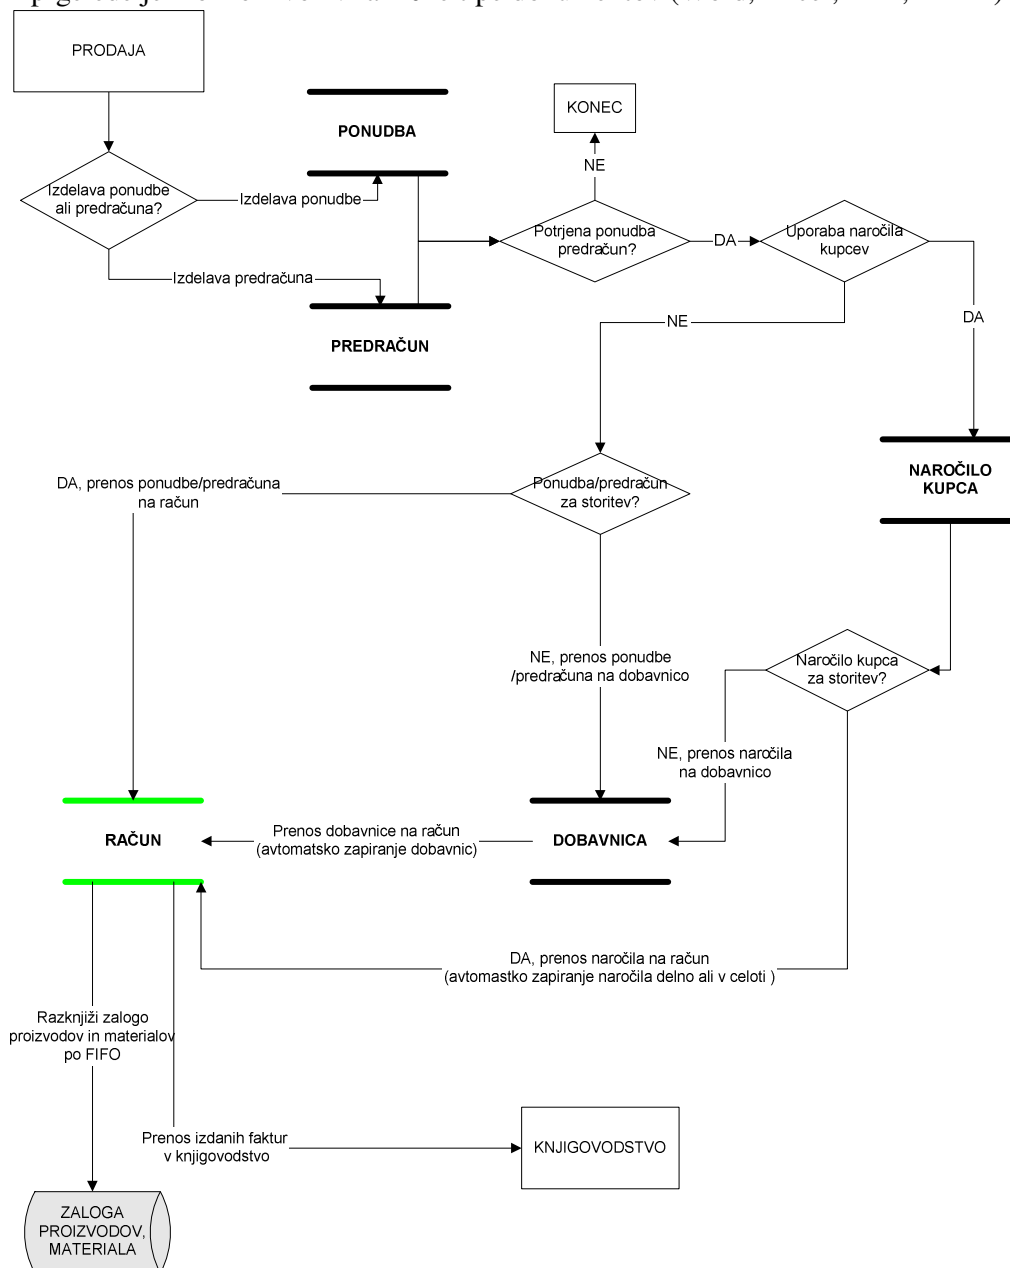 PRODAJA
PONUDBA
KONEC
NE
Izdelava ponudbe
ali predračuna?
Izdelava ponudbe
Potrjena ponudba
predračun?
DA
Uporaba naročila
kupcev
Izdelava predračuna
NE
DA
PREDRAČUN
NAROČILO
KUPCA
DA, prenos ponudbe/predračuna
na račun
Ponudba/predračun
za storitev?
NE, prenos ponudbe
/predračuna na dobavnico
Naročilo kupca
za storitev?
NE, prenos naročila
na dobavnico
RAČUN
Prenos dobavnice na račun
(avtomatsko zapiranje dobavnic)
DOBAVNICA
DA, prenos naročila na račun
(avtomastko zapiranje naročila delno ali v celoti )
Razknjiži zalogo
proizvodov in materialov
po FIFO
Prenos izdanih faktur
v knjigovodstvo
KNJIGOVODSTVO
ZALOGA
PROIZVODOV,
MATERIALA